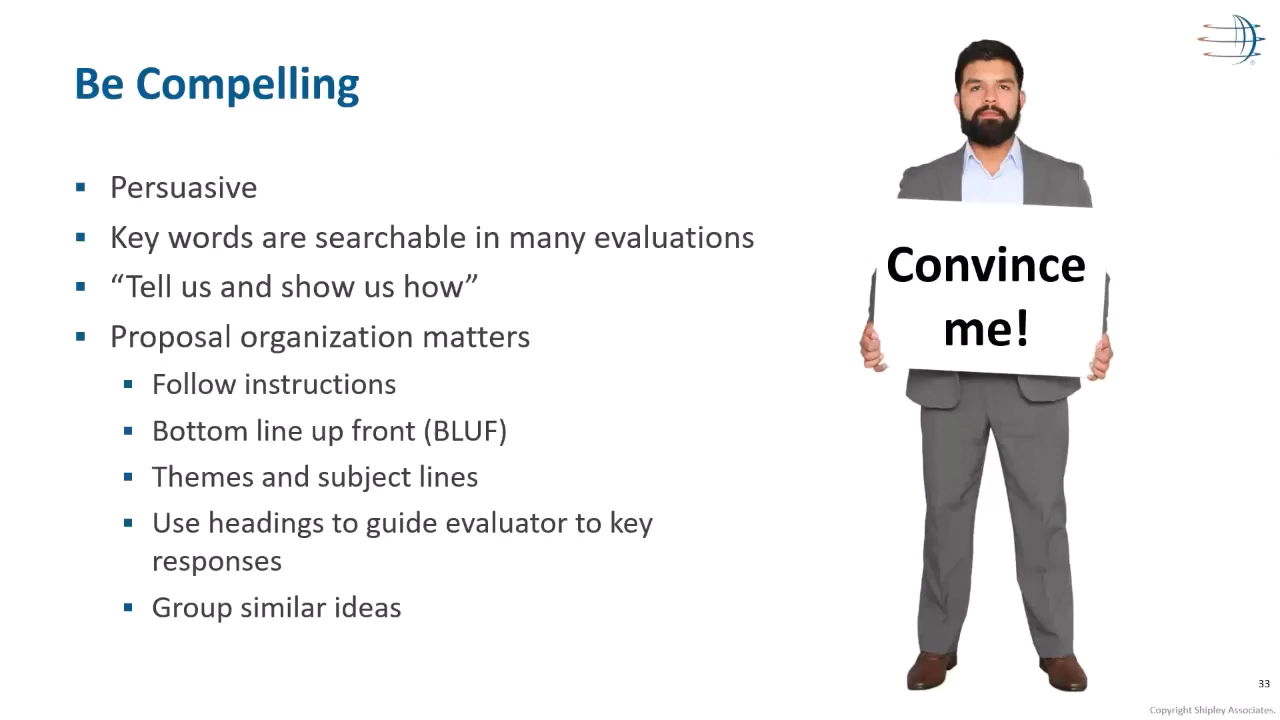 Be Compelling
Persuasive
Key words are searchable in many evaluations
“Tell us and show us how”
Proposal organization matters
Follow instructions
Bottom line up front (BLUF)
Themes and subject lines
Use headings to guide evaluator to key
responses
Group similar ideas
Convince
me!
33
Copyright Shipley Associates.